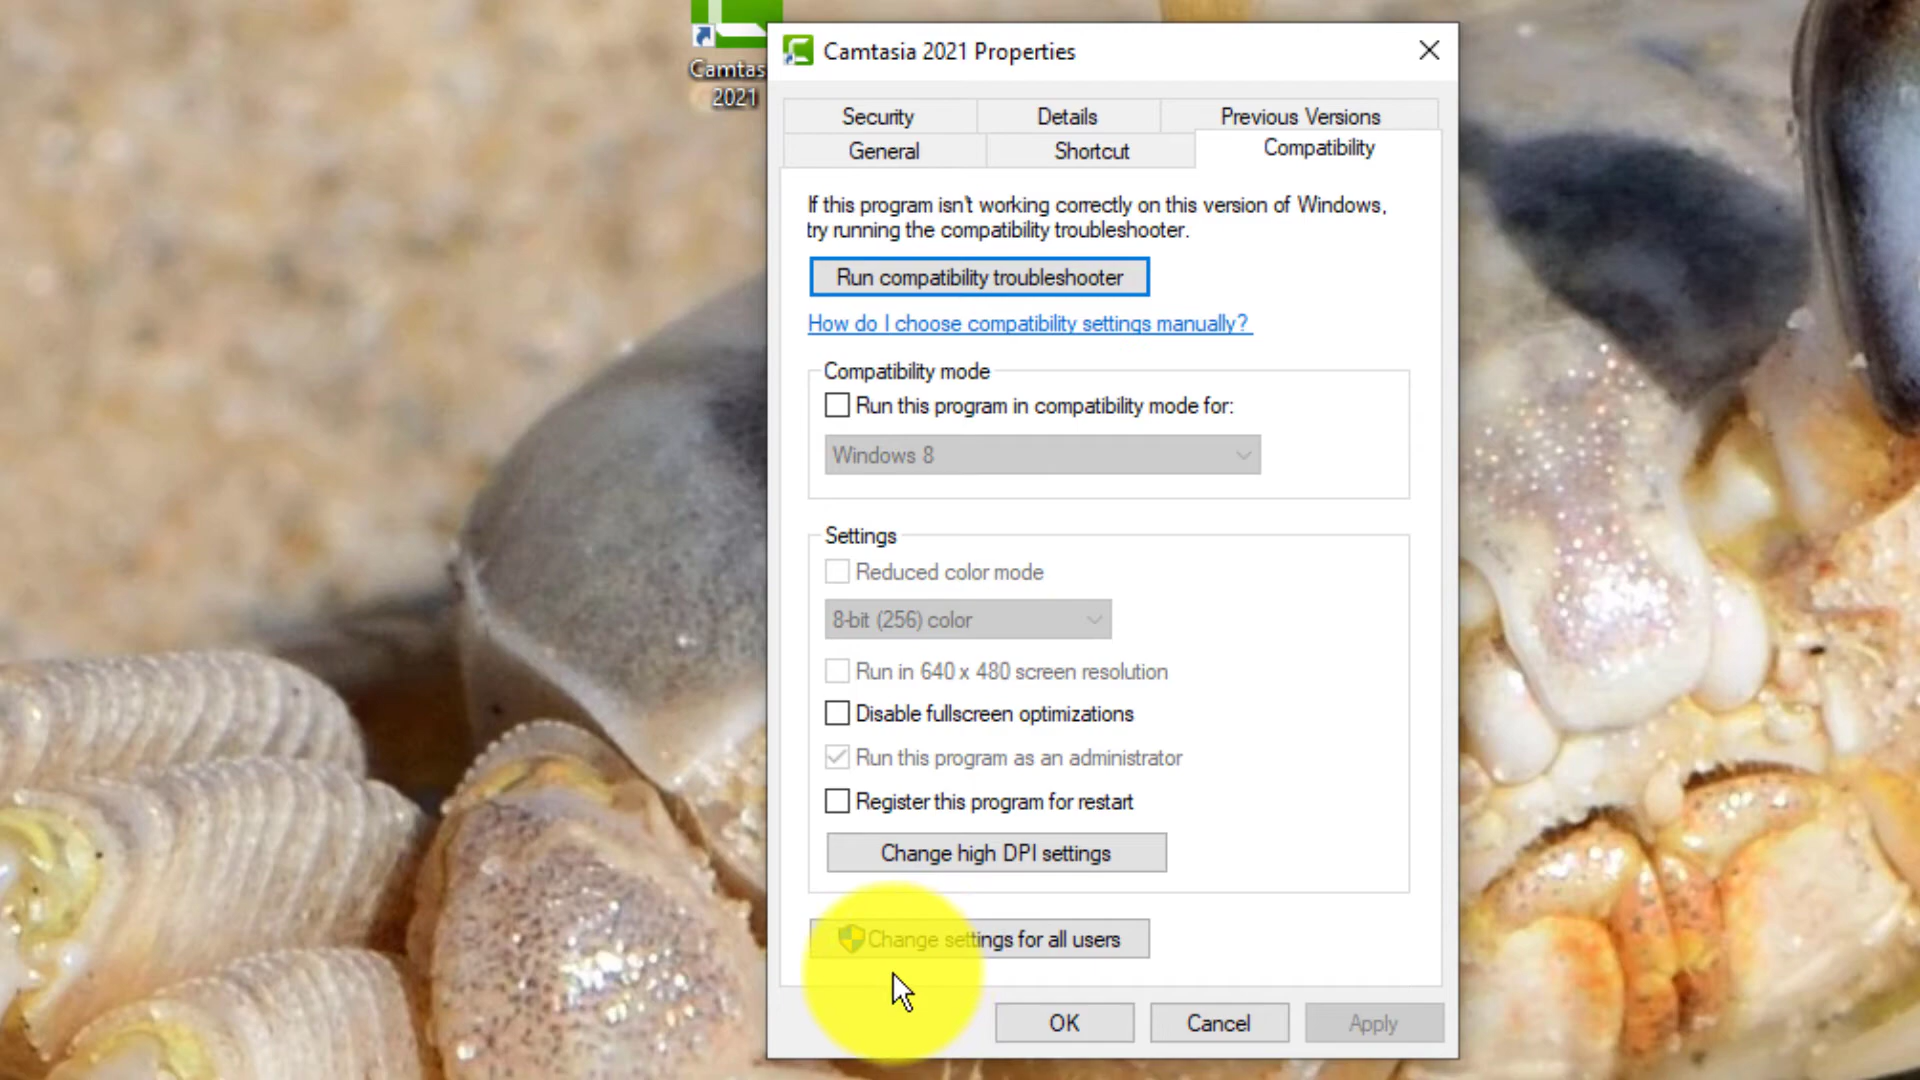 Camtas
2021
Camtasia 2021 Properties
Security
Details
Previous Versions
General
Shortcut
Compatibility
If this program isn't working correctly on this version of Windows,
try running the compatibility troubleshooter.
Run compatibility troubleshooter
How do I choose compatibility settings manually?
Compatibility mode
Run this program in compatibility mode for:
Windows 8
Settings
Reduced color mode
8-bit (256) color
Run in 640 x 480 screen resolution
Disable fullscreen optimizations
Run this program as an administrator
Register this program for restart
Change high DPI settings
Change settings for all users
OK
Cancel
Apply